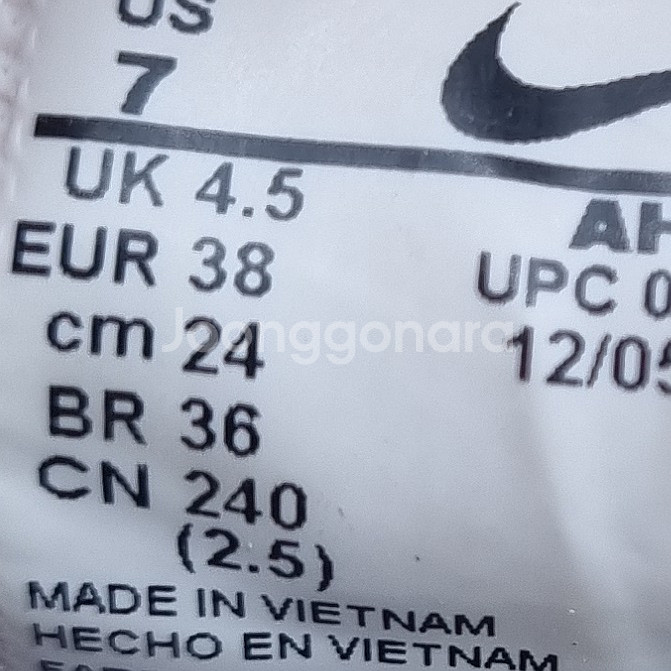 US
7
UK 4.5
EUR 38
cm 24
BR 36
CN 240
(2.5)
AH
UPC 0
12/05
Joonggonara
MADE IN VIETNAM
HECHO EN VIETNAM